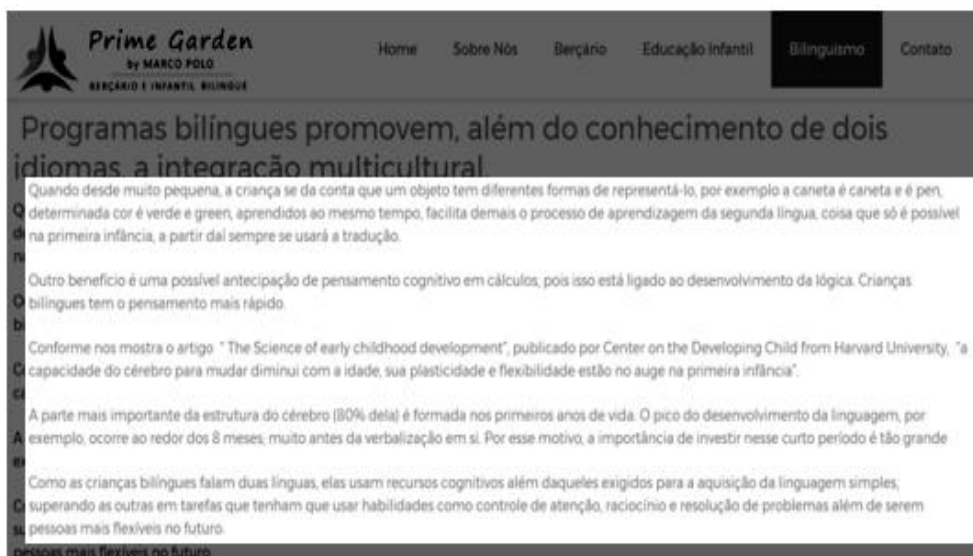 Prime Garden
by MARCO POLO
BERÇÁRIO E INFANTIL BILINGUE
Home Sobre Nós Berçário Educação Infantil Bilinguismo Contato
Programas bilíngues promovem, além do conhecimento de dois
idiomas, a integração multicultural.
Quando desde muito pequena, a criança se da conta que um objeto tem diferentes formas de representá-lo, por exemplo a caneta é caneta e é pen,
determinada cor é verde e green, aprendidos ao mesmo tempo, facilita demais o processo de aprendizagem da segunda língua, coisa que só é possível
na primeira infância, a partir daí sempre se usará a tradução.
Outro benefício é uma possível antecipação de pensamento cognitivo em cálculos, pois isso está ligado ao desenvolvimento da lógica. Crianças
bilíngues tem o pensamento mais rápido.
Conforme nos mostra o artigo " The Science of early childhood development", publicado por Center on the Developing Child from Harvard University, "a
capacidade do cérebro para mudar diminui com a idade, sua plasticidade e flexibilidade estão no auge na primeira infância".
A parte mais importante da estrutura do cérebro (80% dela) é formada nos primeiros anos de vida. O pico do desenvolvimento da linguagem, por
exemplo, ocorre ao redor dos 8 meses, muito antes da verbalização em si. Por esse motivo, a importância de investir nesse curto período é tão grande
Como as crianças bilíngues falam duas línguas, elas usam recursos cognitivos além daqueles exigidos para a aquisição da linguagem simples,
superando as outras em tarefas que tenham que usar habilidades como controle de atenção, raciocínio e resolução de problemas além de serem
pessoas mais flexíveis no futuro.
pessoas mais flexíveis no futuro.